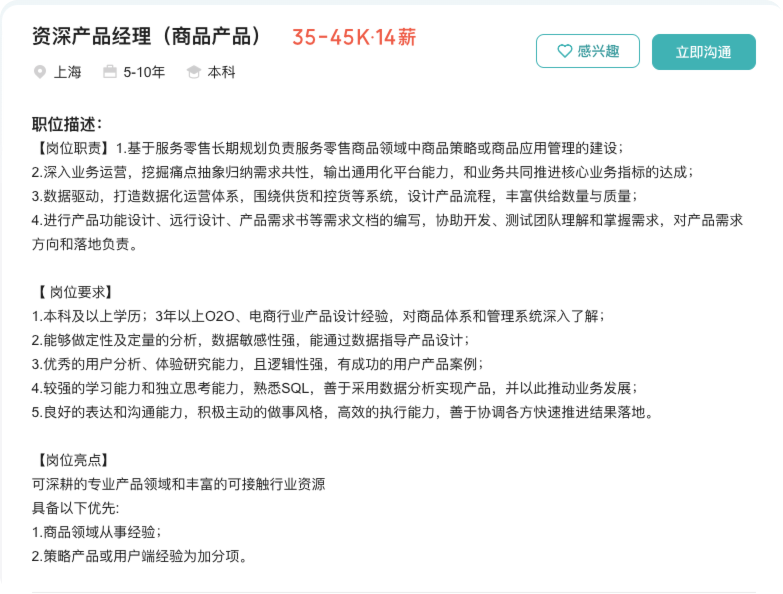 资深产品经理（商品产品） 35-45K·14薪
感兴趣 立即沟通
上海 5-10年 本科
职位描述：
【岗位职责】1.基于服务零售长期规划负责服务零售商品领域中商品策略或商品应用管理的建设；
2.深入业务运营，挖掘痛点抽象归纳需求共性，输出通用化平台能力，和业务共同推进核心业务指标的达成；
3.数据驱动，打造数据化运营体系，围绕供货和控货等系统，设计产品流程，丰富供给数量与质量；
4.进行产品功能设计、远行设计、产品需求书等需求文档的编写，协助开发、测试团队理解和掌握需求，对产品需求
方向和落地负责。
【 岗位要求】
1.本科及以上学历；3年以上O2O、电商行业产品设计经验，对商品体系和管理系统深入了解；
2.能够做定性及定量的分析，数据敏感性强，能通过数据指导产品设计；
3.优秀的用户分析、体验研究能力，且逻辑性强，有成功的用户产品案例；
4.较强的学习能力和独立思考能力，熟悉SQL，善于采用数据分析实现产品，并以此推动业务发展；
5.良好的表达和沟通能力，积极主动的做事风格，高效的执行能力，善于协调各方快速推进结果落地。
【岗位亮点】
可深耕的专业产品领域和丰富的可接触行业资源
具备以下优先:
1.商品领域从事经验；
2.策略产品或用户端经验为加分项。